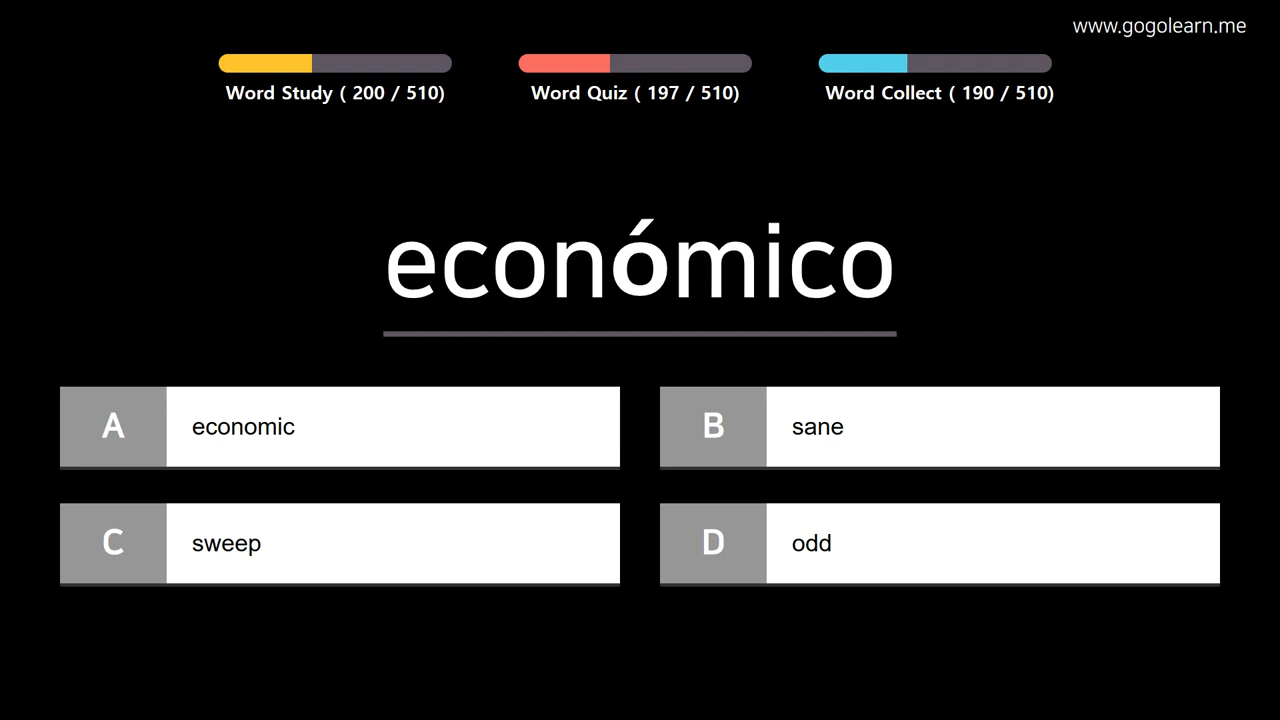 www.gogolearn.me
Word Study ( 200 / 510)
Word Quiz ( 197 / 510)
Word Collect ( 190 / 510)
económico
A economic
B sane
C sweep
D odd